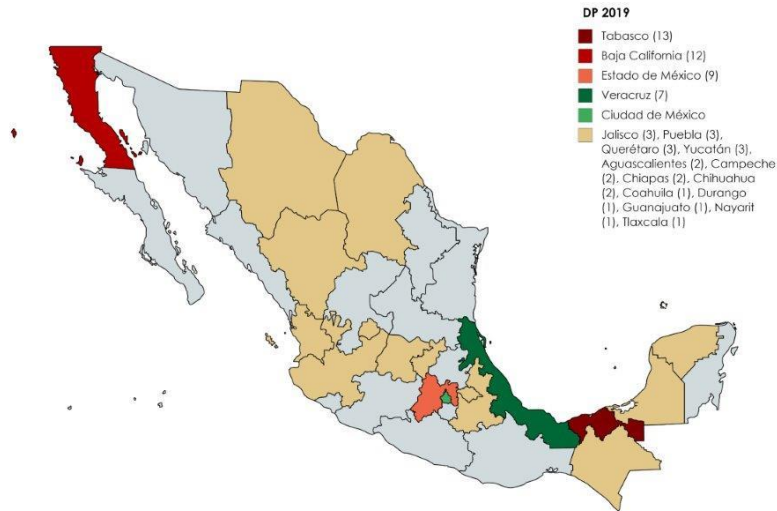 DP 2019
Tabasco (13)
Baja California (12)
Estado de México (9)
Veracruz (7)
Ciudad de México
Jalisco (3), Puebla (3),
Querétaro (3), Yucatán (3),
Aguascalientes (2), Campeche
(2), Chiapas (2), Chihuahua
(2), Coahuila (1), Durango
(1), Guanajuato (1), Nayarit
(1), Tlaxcala (1)